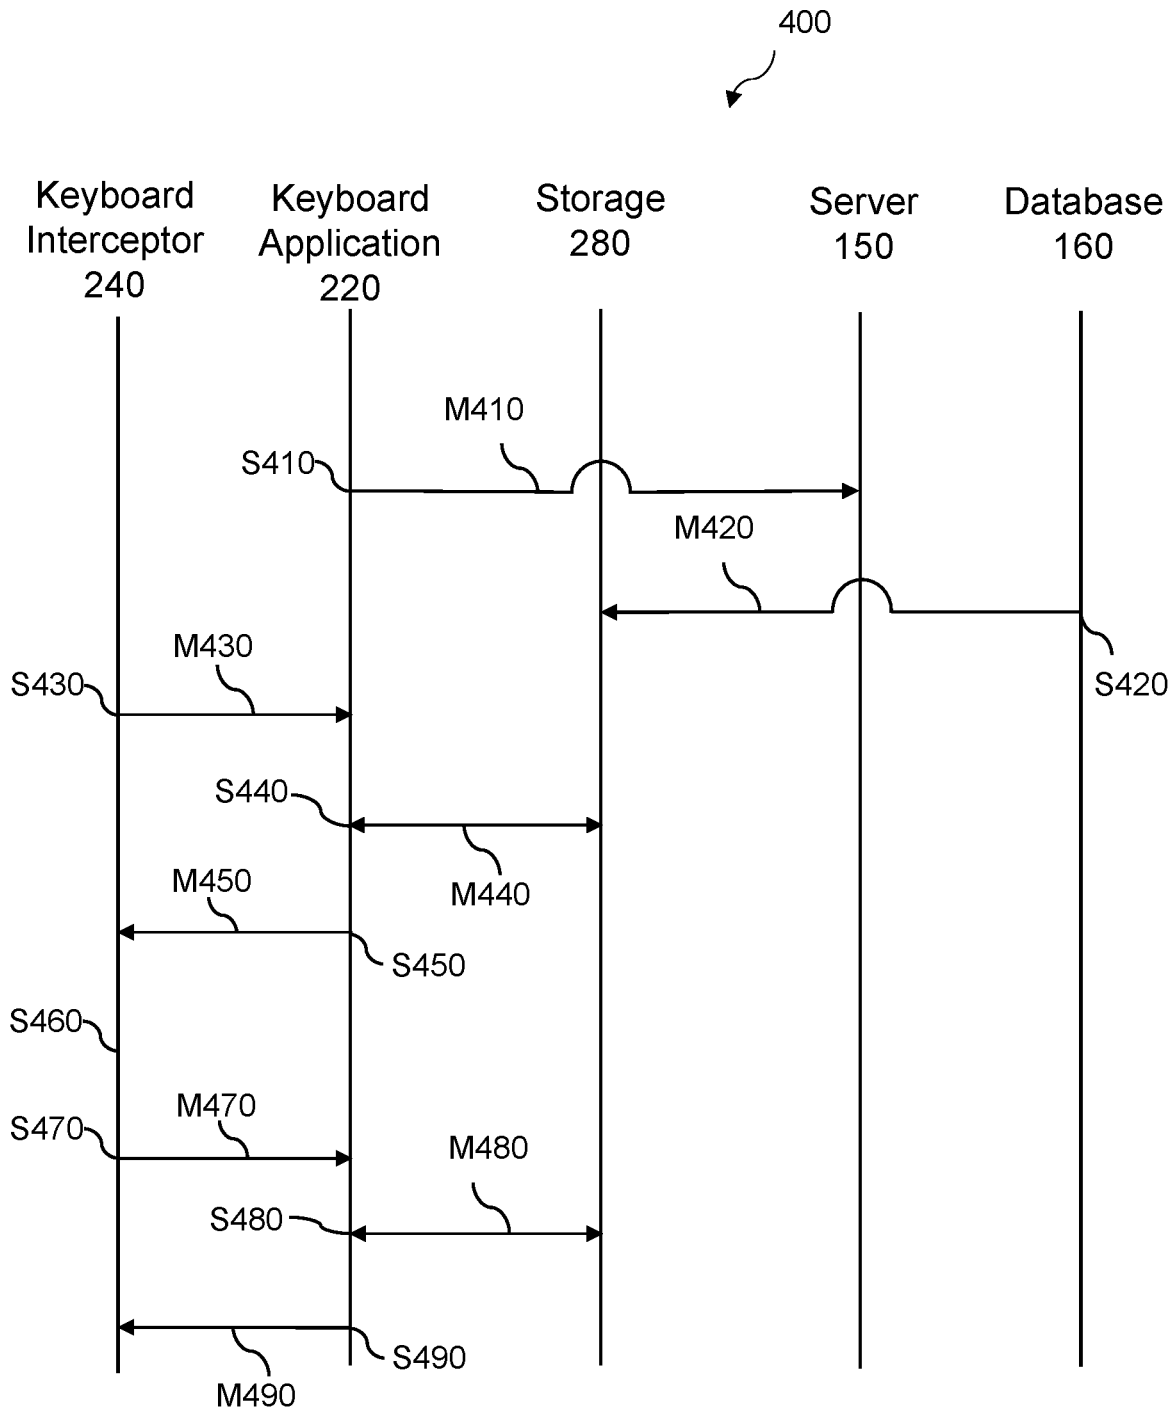 400
Keyboard
Interceptor
240
Keyboard
Application
220
Storage
280
Server
150
Database
160
M410
S410
M420
M430
S430
S420
S440
M440
M450
S450
S460
M470
S470
M480
S480
S490
M490